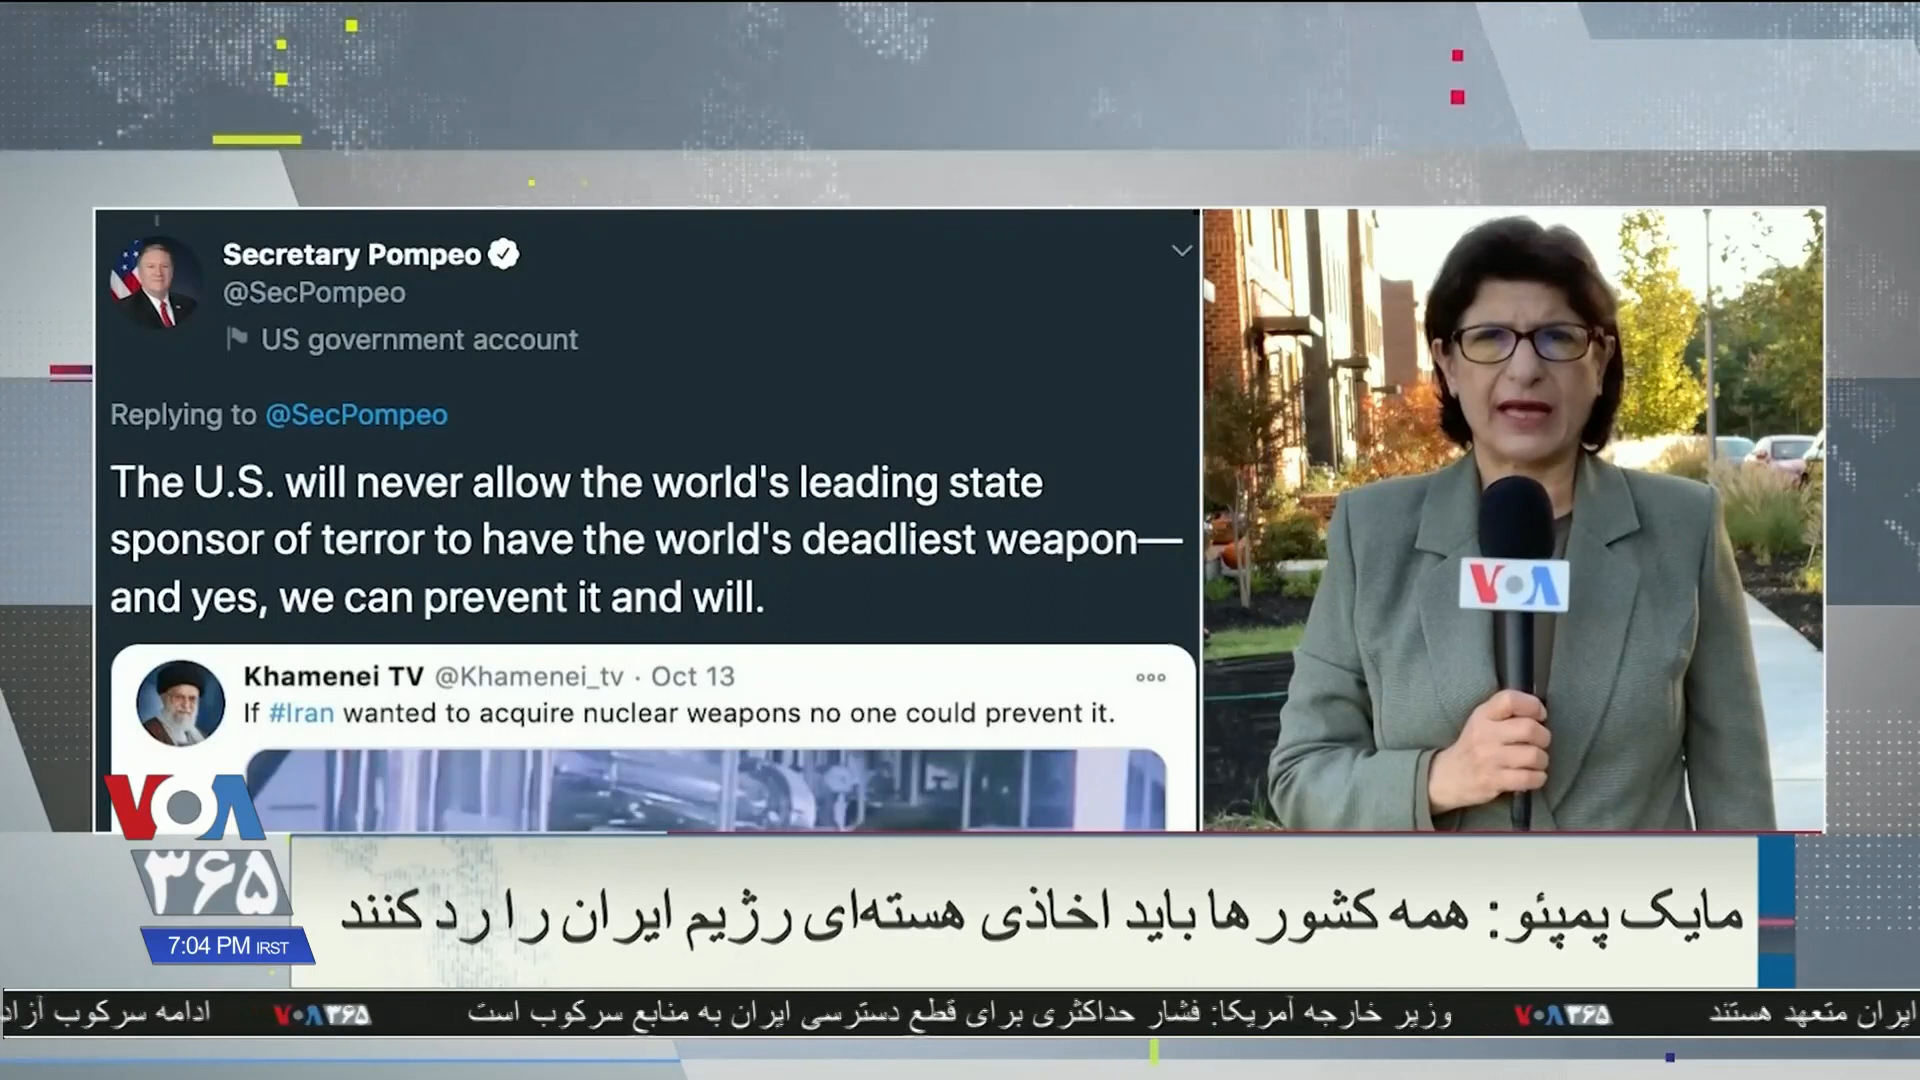 Secretary Pompeo
@SecPompeo
US government account
Replying to @SecPompeo
The U.S. will never allow the world's leading state
sponsor of terror to have the world's deadliest weapon—
and yes, we can prevent it and will.
Khamenei TV @Khamenei_tv · Oct 13
If #Iran wanted to acquire nuclear weapons no one could prevent it.
VOA
VOA
۳۶۵
7:04 PM IRST
مایک پمپئو: همه کشور ها باید اخاذی هسته‌ای رژیم ایران را رد کنند
ایران متعهد هستند VOA۳۶۵ وزیر خارجه آمریکا: فشار حداکثری برای قطع دسترسی ایران به منابع سرکوب است VOA۳۶۵ ادامه سرکوب